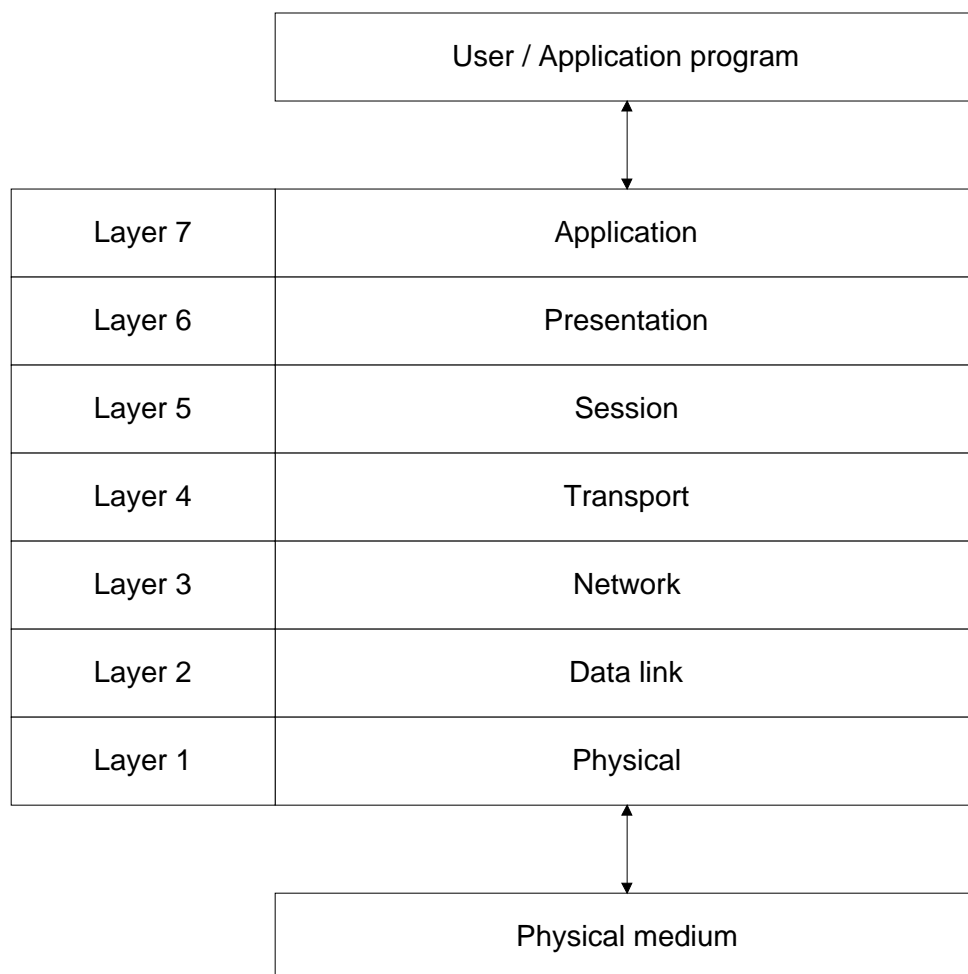 User / Application program
Layer 7 Application
Layer 6 Presentation
Layer 5 Session
Layer 4 Transport
Layer 3 Network
Layer 2 Data link
Layer 1 Physical
Physical medium